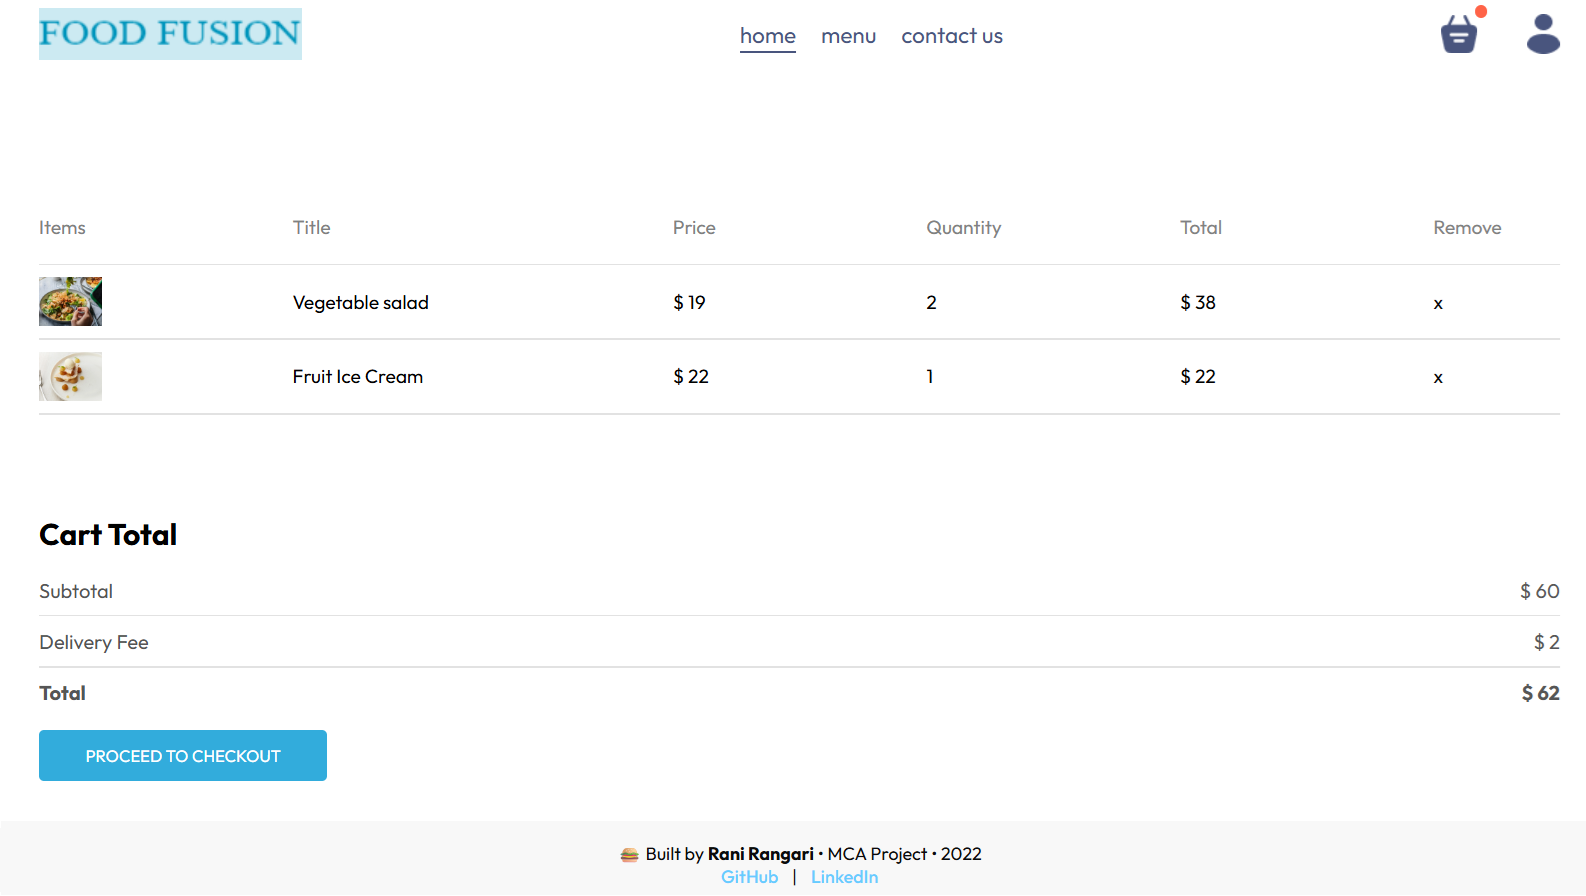 FOOD FUSION
home menu contact us
Items Title Price Quantity Total Remove
Vegetable salad $ 19 2 $ 38 x
Fruit Ice Cream $ 22 1 $ 22 x
Cart Total
Subtotal $ 60
Delivery Fee $ 2
Total $ 62
PROCEED TO CHECKOUT
🍔 Built by Rani Rangari • MCA Project • 2022
GitHub | LinkedIn